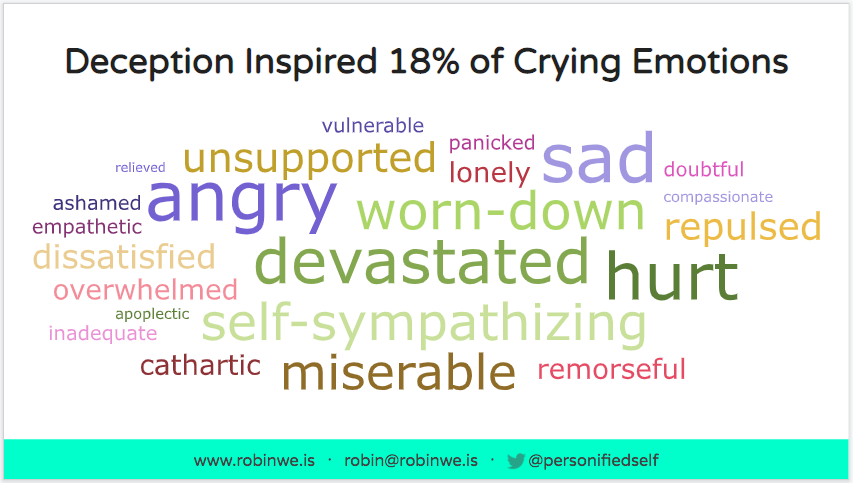 Deception Inspired 18% of Crying Emotions
vulnerable
relieved
unsupported
panicked
lonely
sad
doubtful
ashamed
angry
worn-down
compassionate
empathetic
repulsed
dissatisfied
devastated
hurt
overwhelmed
apoplectic
inadequate
self-sympathizing
cathartic
miserable
remorseful
www.robinwe.is · robin@robinwe.is · @personifiedself